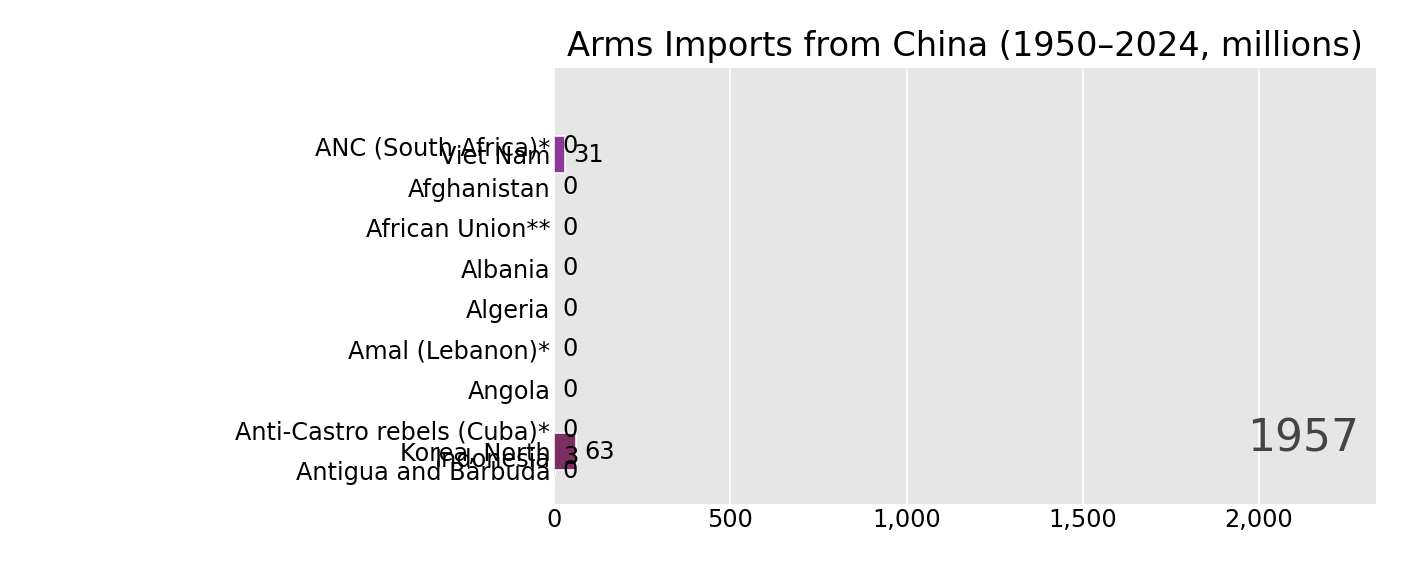 Arms Imports from China (1950–2024, millions)
ANC (South Africa)* 0
Viet Nam 31
Afghanistan 0
African Union** 0
Albania 0
Algeria 0
Amal (Lebanon)* 0
Angola 0
Anti-Castro rebels (Cuba)* 0
1957
Korea, North 63
Indonesia 3
Antigua and Barbuda 0
0 500 1,000 1,500 2,000